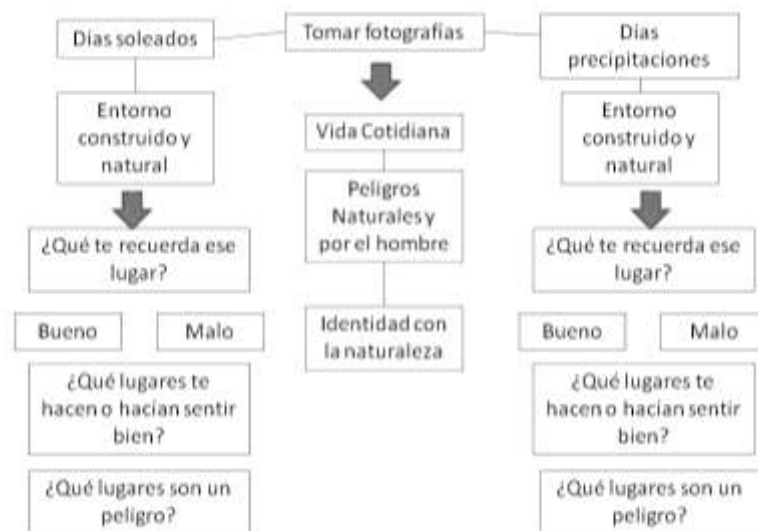 Días soleados
Tomar fotografías
Días
precipitaciones
Entorno
construido y
natural
Vida Cotidiana
Entorno
construido y
natural
Peligros
Naturales y
por el hombre
¿Qué te recuerda ese
lugar?
¿Qué te recuerda ese
lugar?
Bueno
Malo
Identidad con
la naturaleza
Bueno
Malo
¿Qué lugares te
hacen o hacían sentir
bien?
¿Qué lugares te
hacen o hacían sentir
bien?
¿Qué lugares son un
peligro?
¿Qué lugares son un
peligro?